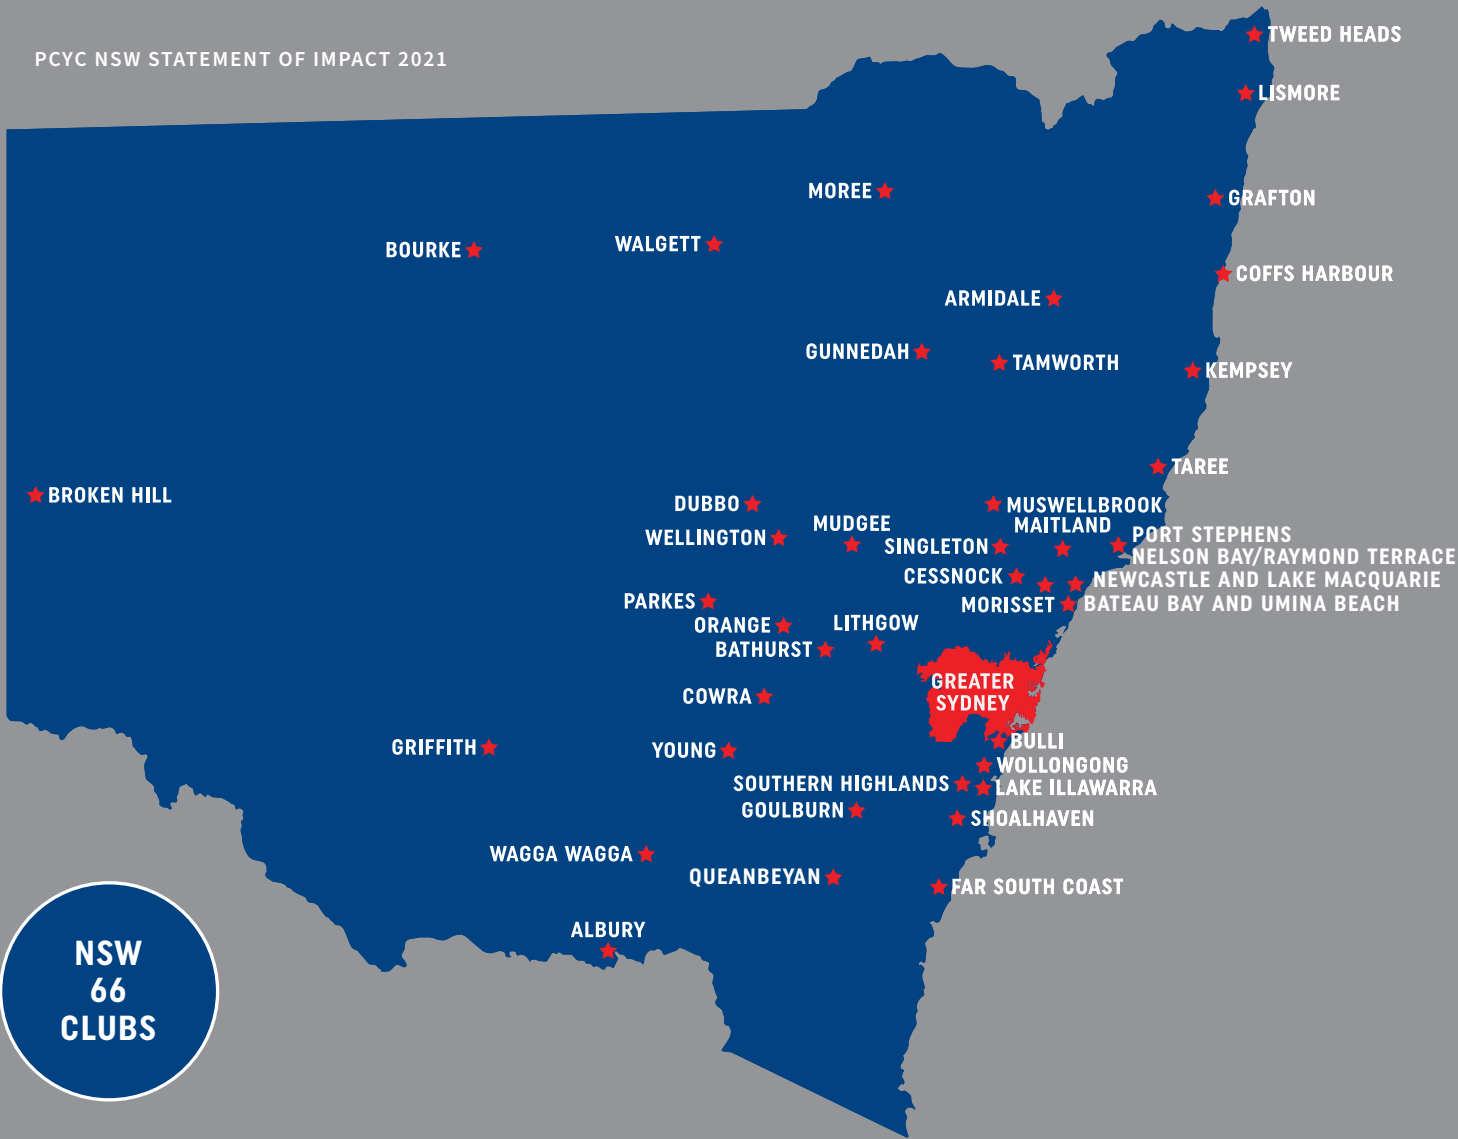 PCYC NSW STATEMENT OF IMPACT 2021
TWEED HEADS
LISMORE
MOREE
GRAFTON
BOURKE
WALGETT
COFFS HARBOUR
ARMIDALE
GUNNEDAH
TAMWORTH
KEMPSEY
TAREE
BROKEN HILL
DUBBO
MUSWELLBROOK
MUDGEE
MAITLAND
WELLINGTON
SINGLETON
PORT STEPHENS
NELSON BAY/RAYMOND TERRACE
CESSNOCK
NEWCASTLE AND LAKE MACQUARIE
PARKES
MORISSET
BATEAU BAY AND UMINA BEACH
ORANGE
LITHGOW
BATHURST
GREATER
SYDNEY
COWRA
BULLI
GRIFFITH
YOUNG
WOLLONGONG
SOUTHERN HIGHLANDS
LAKE ILLAWARRA
GOULBURN
SHOALHAVEN
WAGGA WAGGA
QUEANBEYAN
FAR SOUTH COAST
ALBURY
NSW
66
CLUBS